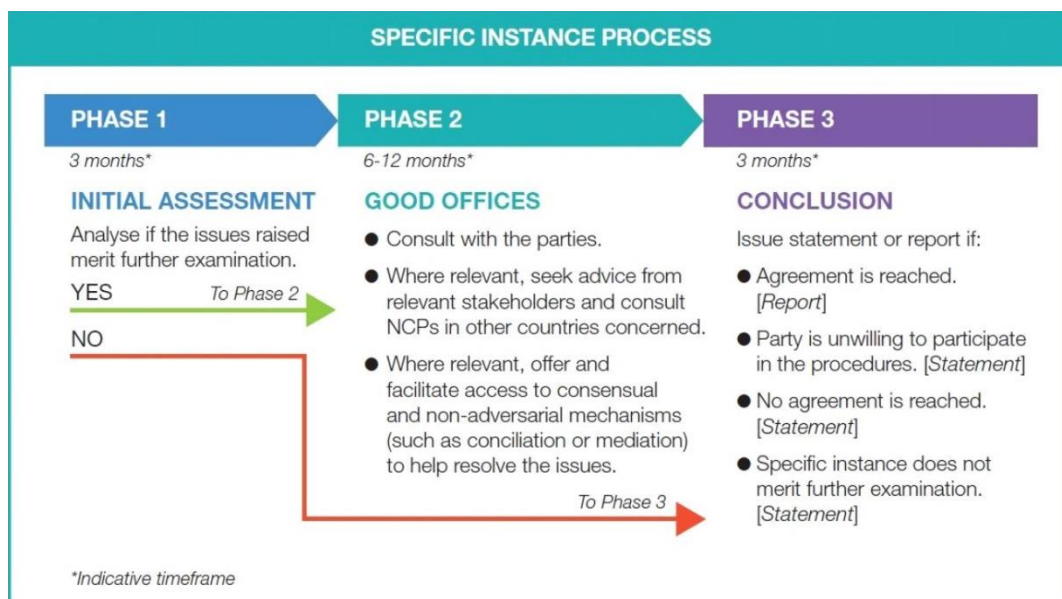 SPECIFIC INSTANCE PROCESS
PHASE 1
3 months*
INITIAL ASSESSMENT
Analyse if the issues raised
merit further examination.
YES To Phase 2
NO
PHASE 2
6-12 months*
GOOD OFFICES
● Consult with the parties.
● Where relevant, seek advice from
relevant stakeholders and consult
NCPs in other countries concerned.
● Where relevant, offer and
facilitate access to consensual
and non-adversarial mechanisms
(such as conciliation or mediation)
to help resolve the issues.
To Phase 3
PHASE 3
3 months*
CONCLUSION
Issue statement or report if:
● Agreement is reached.
[Report]
● Party is unwilling to participate
in the procedures. [Statement]
● No agreement is reached.
[Statement]
● Specific instance does not
merit further examination.
[Statement]
*Indicative timeframe